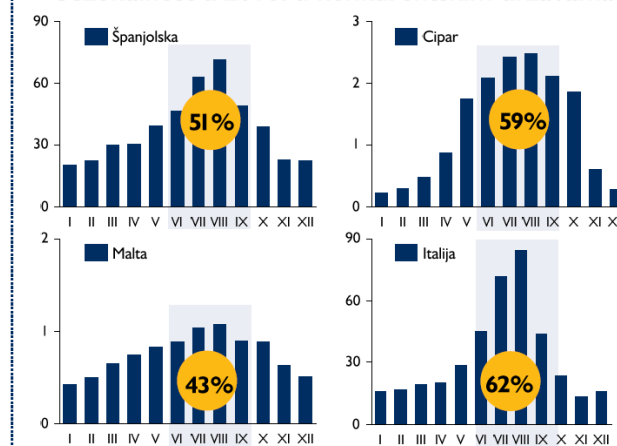 90
Španjolska
60
51%
30
0
I II III IV V VI VII VIII IX X XI XII
3
Cipar
2
59%
1
0
I II III IV V VI VII VIII IX X XI
2
Malta
1
43%
0
I II III IV V VI VII VIII IX X XI XII
90
Italija
60
30
62%
0
I II III IV V VI VII VIII IX X XI XII